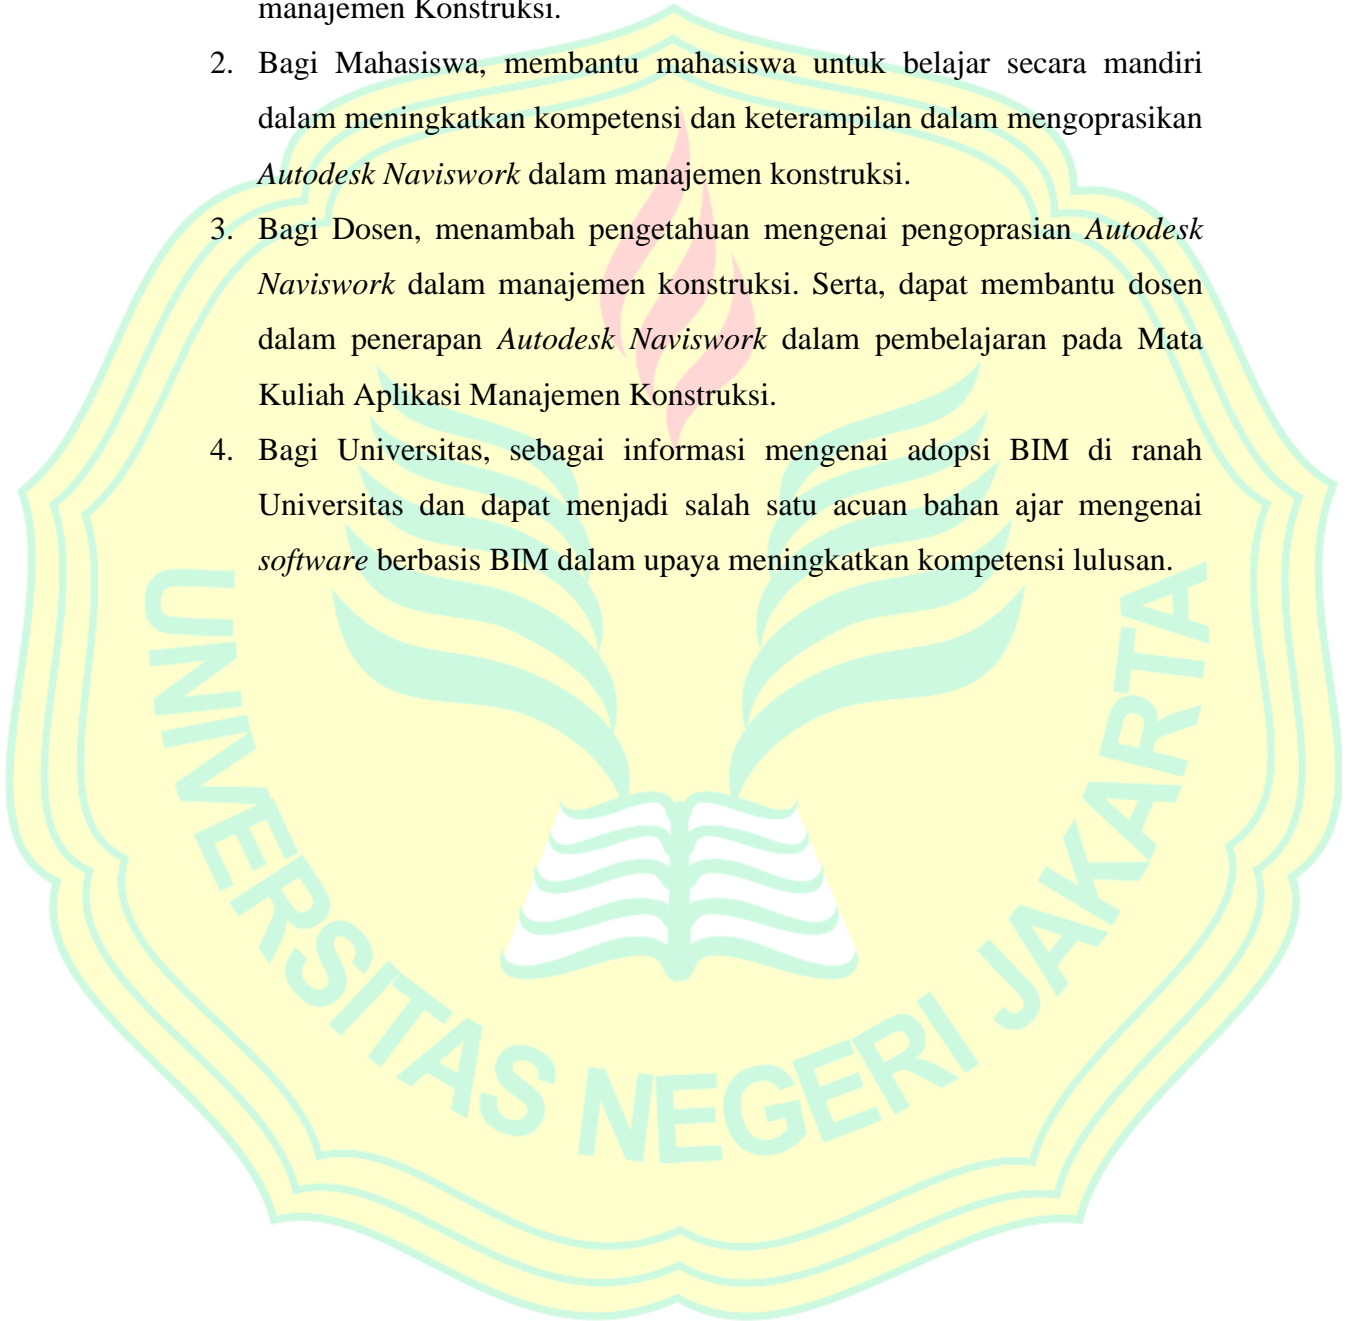 manajemen Konstruksi.
2. Bagi Mahasiswa, membantu mahasiswa untuk belajar secara mandiri
dalam meningkatkan kompetensi dan keterampilan dalam mengoprasikan
Autodesk Naviswork dalam manajemen konstruksi.
3. Bagi Dosen, menambah pengetahuan mengenai pengoprasian Autodesk
Naviswork dalam manajemen konstruksi. Serta, dapat membantu dosen
dalam penerapan Autodesk Naviswork dalam pembelajaran pada Mata
Kuliah Aplikasi Manajemen Konstruksi.
4. Bagi Universitas, sebagai informasi mengenai adopsi BIM di ranah
Universitas dan dapat menjadi salah satu acuan bahan ajar mengenai
software berbasis BIM dalam upaya meningkatkan kompetensi lulusan.
UNIVERSITAS NEGERI JAKARTA